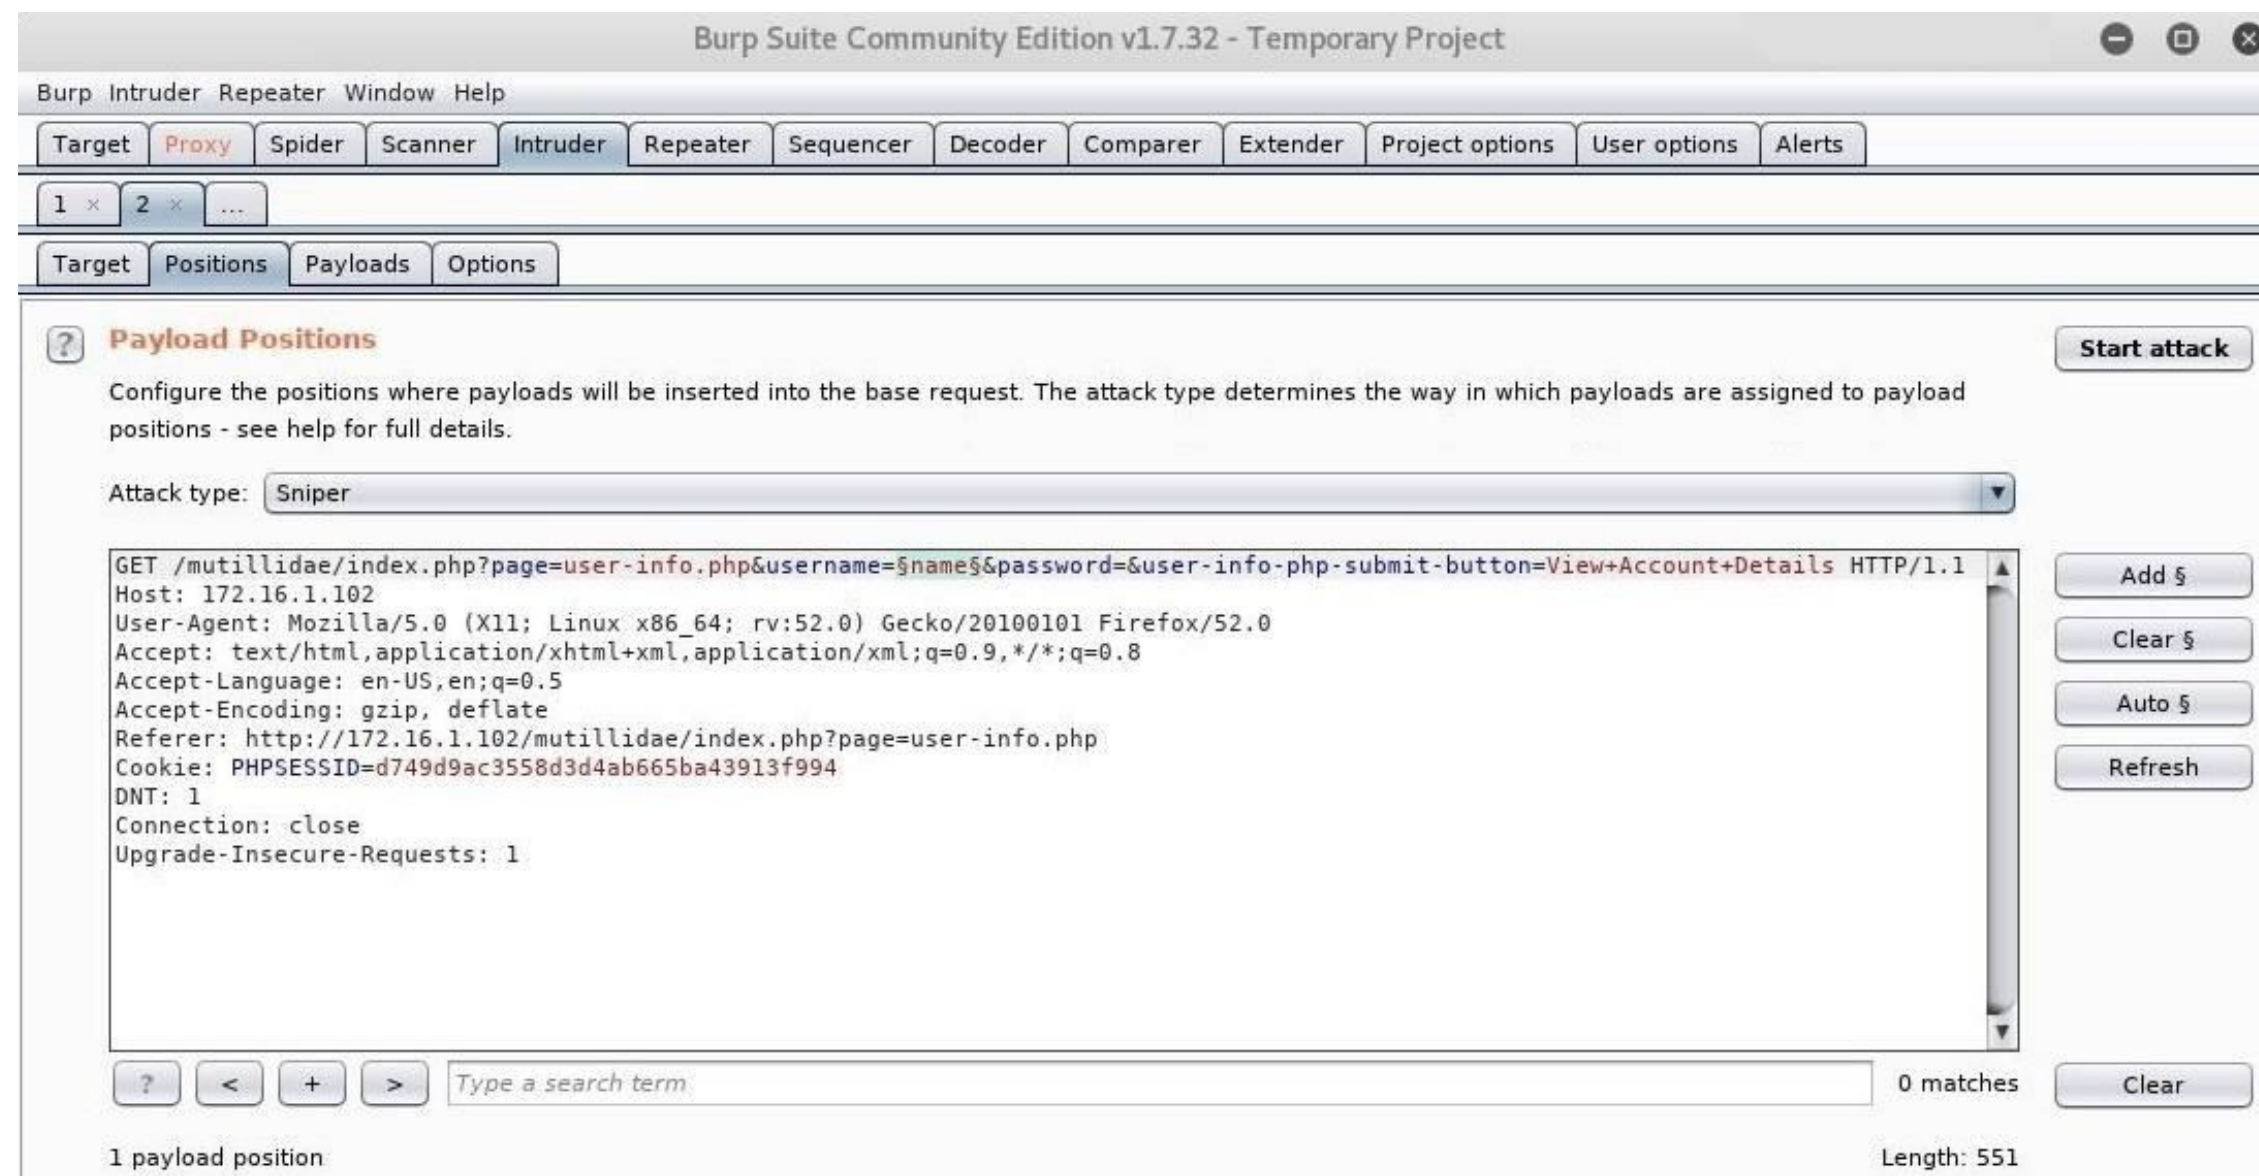 Burp Suite Community Edition v1.7.32 - Temporary Project
Burp Intruder Repeater Window Help
Target Proxy Spider Scanner Intruder Repeater Sequencer Decoder Comparer Extender Project options User options Alerts
1 × 2 × ...
Target Positions Payloads Options
? Payload Positions
Start attack
Configure the positions where payloads will be inserted into the base request. The attack type determines the way in which payloads are assigned to payload
positions - see help for full details.
Attack type: Sniper
GET /mutillidae/index.php?page=user-info.php&username=§name§&password=&user-info-php-submit-button=View+Account+Details HTTP/1.1
Host: 172.16.1.102
User-Agent: Mozilla/5.0 (X11; Linux x86_64; rv:52.0) Gecko/20100101 Firefox/52.0
Accept: text/html,application/xhtml+xml,application/xml;q=0.9,*/*;q=0.8
Accept-Language: en-US,en;q=0.5
Accept-Encoding: gzip, deflate
Referer: http://172.16.1.102/mutillidae/index.php?page=user-info.php
Cookie: PHPSESSID=d749d9ac3558d3d4ab665ba43913f994
DNT: 1
Connection: close
Upgrade-Insecure-Requests: 1
Add §
Clear §
Auto §
Refresh
? < + > Type a search term 0 matches Clear
1 payload position Length: 551